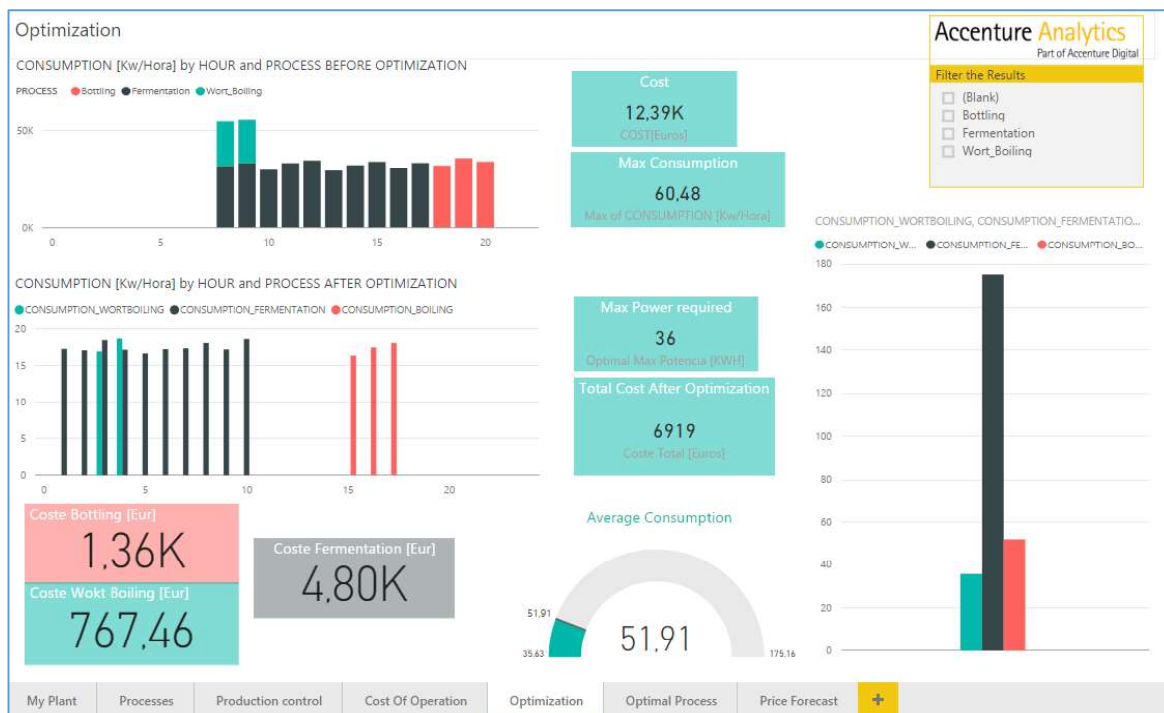 Optimization
Accenture Analytics
Part of Accenture Digital
Filter the Results
(Blank)
Bottling
Fermentation
Wort_Boiling
CONSUMPTION [Kw/Hora] by HOUR and PROCESS BEFORE OPTIMIZATION
PROCESS Bottling Fermentation Wort_Boiling
50K
0K
0 5 10 15 20
Cost
12,39K
COST[Euros]
Max Consumption
60,48
Max of CONSUMPTION [Kw/Hora]
CONSUMPTION [Kw/Hora] by HOUR and PROCESS AFTER OPTIMIZATION
CONSUMPTION_WORTBOILING CONSUMPTION_FERMENTATION CONSUMPTION_BOILING
20
15
10
5
0
0 5 10 15 20
Max Power required
36
Optimal Max Potencia [KWH]
Total Cost After Optimization
6919
Coste Total [Euros]
CONSUMPTION_WORTBOILING, CONSUMPTION_FERMENTATIO...
CONSUMPTION_W... CONSUMPTION_FE... CONSUMPTION_BO...
180
160
140
120
100
80
60
40
20
0
Coste Bottling [Eur]
1,36K
Coste Wokt Boiling [Eur]
767,46
Coste Fermentation [Eur]
4,80K
Average Consumption
51,91
35,63
51,91
175,16
My Plant Processes Production control Cost Of Operation Optimization Optimal Process Price Forecast +